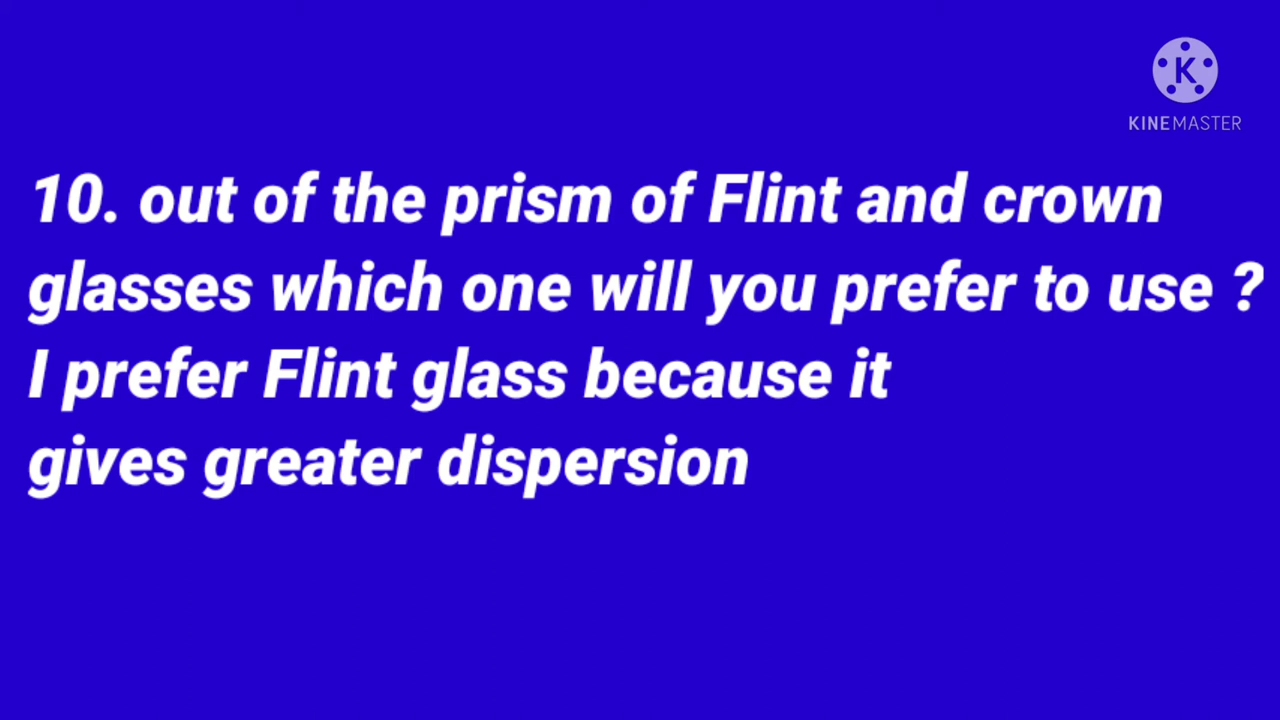 K
KINEMASTER
10. out of the prism of Flint and crown
glasses which one will you prefer to use ?
I prefer Flint glass because it
gives greater dispersion